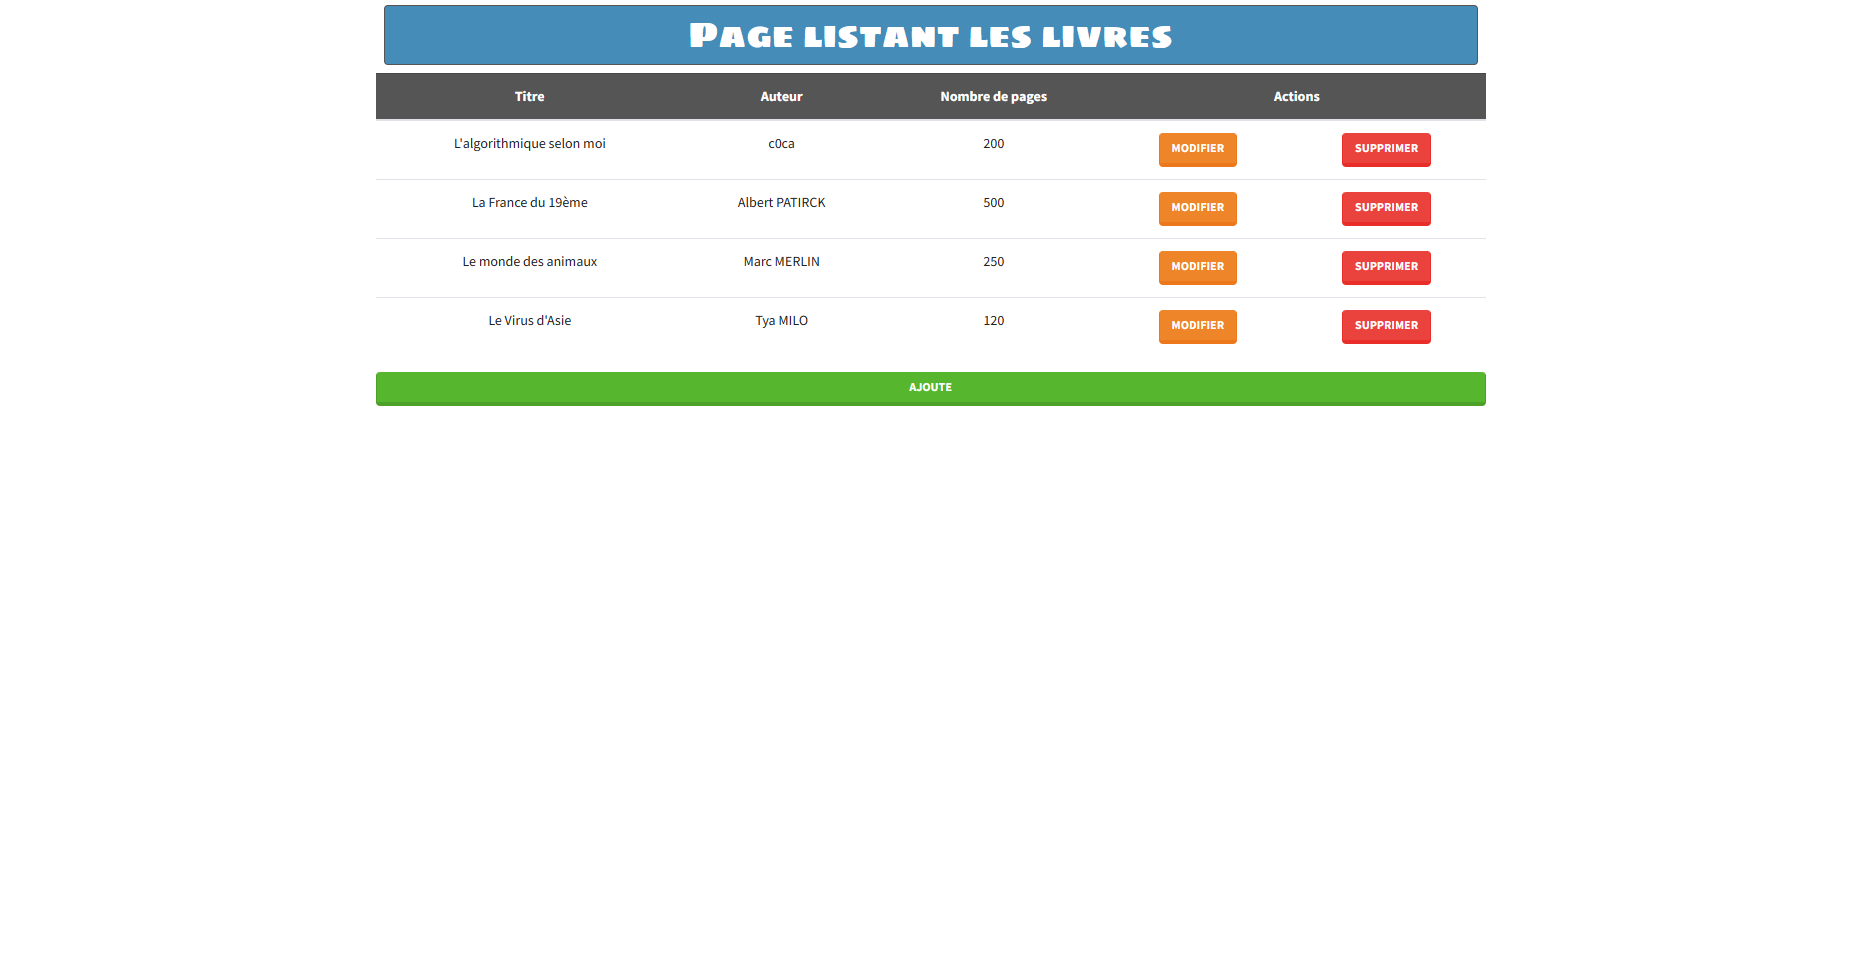 Page listant les livres
Titre Auteur Nombre de pages Actions
L'algorithmique selon moi c0ca 200 MODIFIER SUPPRIMER
La France du 19ème Albert PATIRCK 500 MODIFIER SUPPRIMER
Le monde des animaux Marc MERLIN 250 MODIFIER SUPPRIMER
Le Virus d'Asie Tya MILO 120 MODIFIER SUPPRIMER
AJOUTE